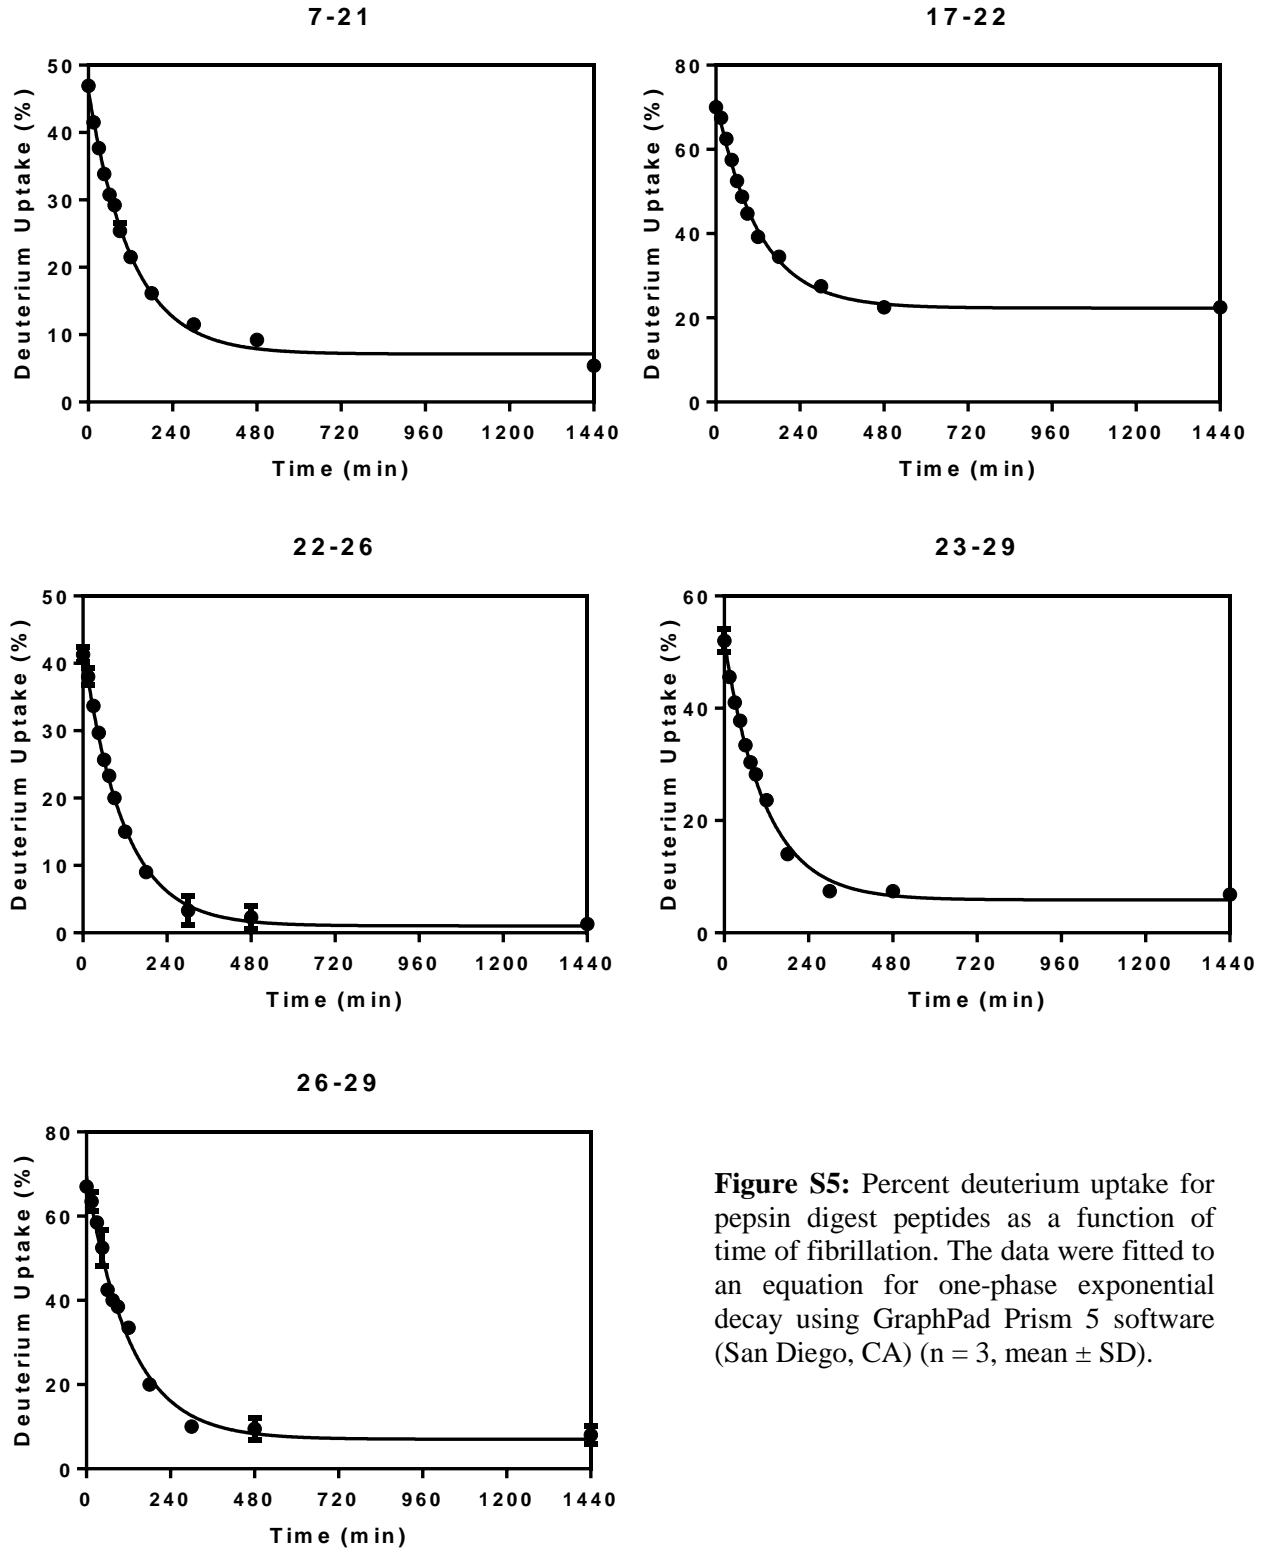 7-21
50
40
30
20
10
0
Deuterium Uptake (%)
0 240 480 720 960 1200 1440
Time (min)
17-22
80
60
40
20
0
Deuterium Uptake (%)
0 240 480 720 960 1200 1440
Time (min)
22-26
50
40
30
20
10
0
Deuterium Uptake (%)
0 240 480 720 960 1200 1440
Time (min)
23-29
60
40
20
0
Deuterium Uptake (%)
0 240 480 720 960 1200 1440
Time (min)
26-29
80
60
40
20
0
Deuterium Uptake (%)
0 240 480 720 960 1200 1440
Time (min)
Figure S5: Percent deuterium uptake for
pepsin digest peptides as a function of
time of fibrillation. The data were fitted to
an equation for one-phase exponential
decay using GraphPad Prism 5 software
(San Diego, CA) (n = 3, mean ± SD).